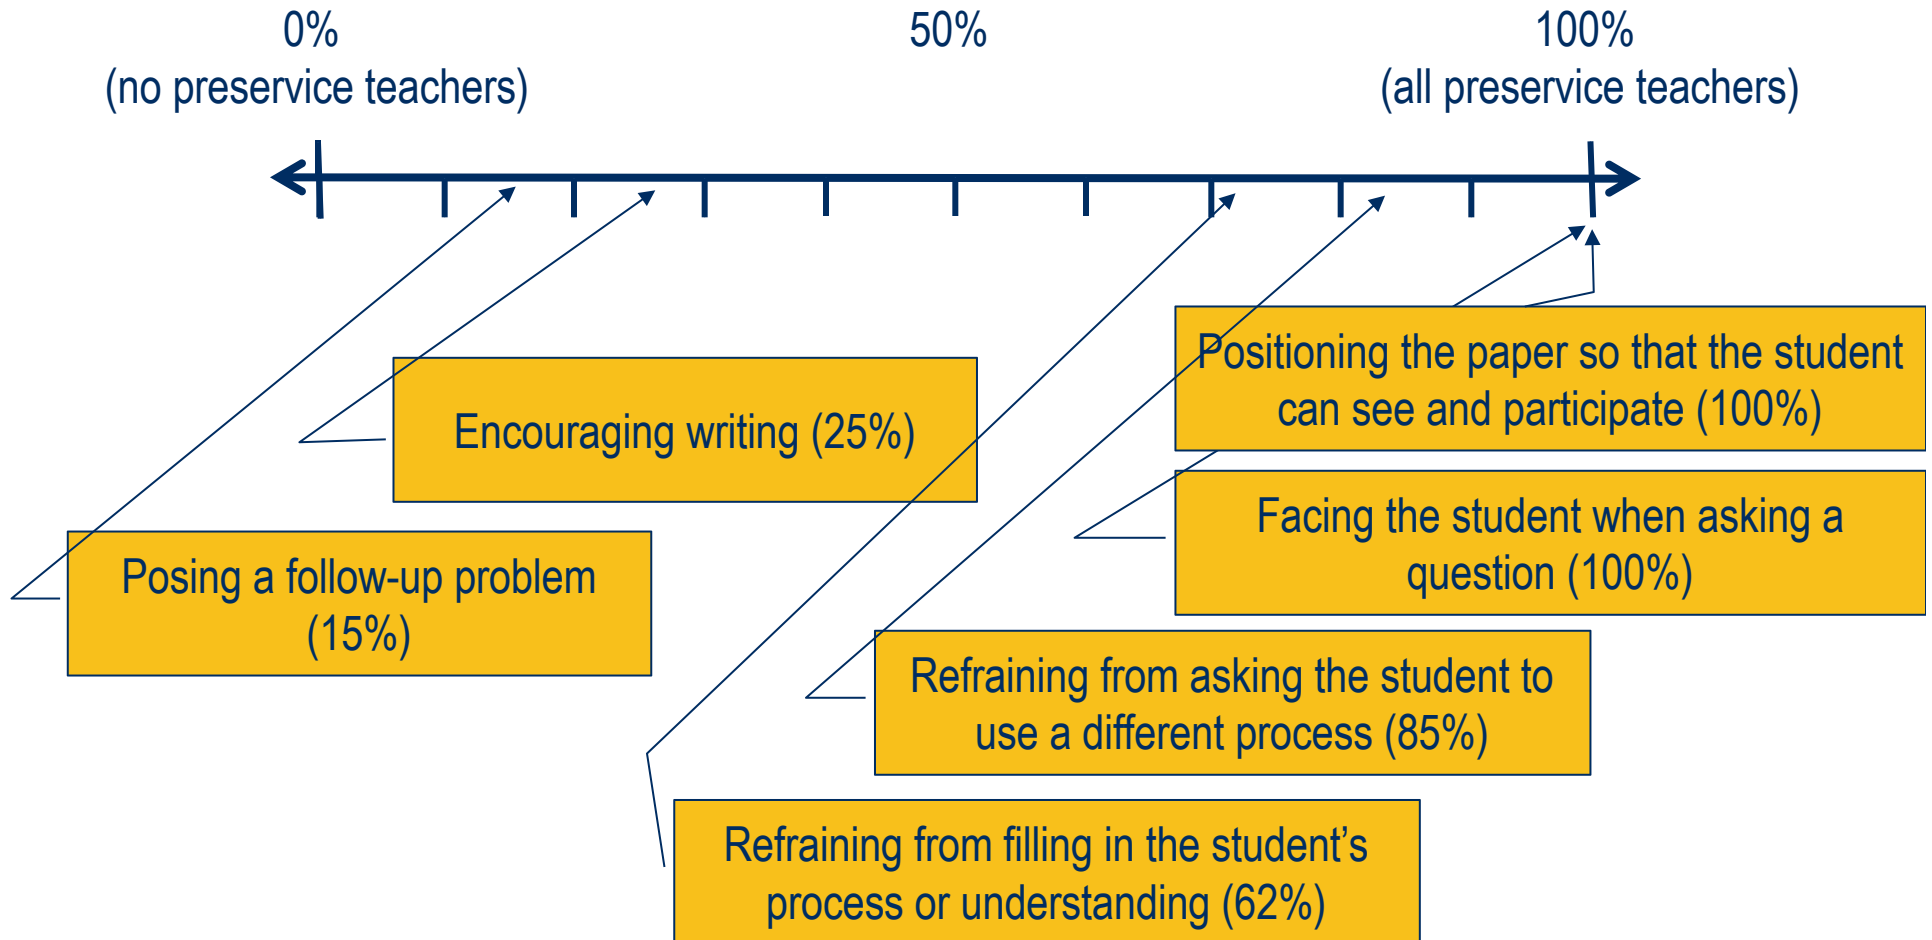 0%
(no preservice teachers)
50%
100%
(all preservice teachers)
Positioning the paper so that the student
can see and participate (100%)
Encouraging writing (25%)
Facing the student when asking a
question (100%)
Posing a follow-up problem
(15%)
Refraining from asking the student to
use a different process (85%)
Refraining from filling in the student’s
process or understanding (62%)